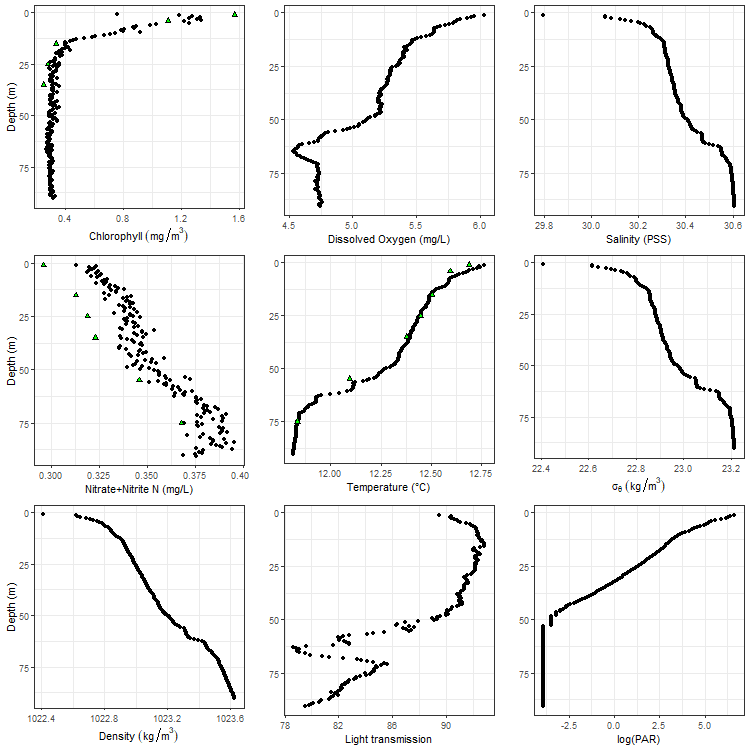 0
25
50
75
Depth (m)
0.4 0.8 1.2 1.6
Chlorophyll (mg/m³)
0
25
50
75
4.5 5.0 5.5 6.0
Dissolved Oxygen (mg/L)
0
25
50
75
29.8 30.0 30.2 30.4 30.6
Salinity (PSS)
0
25
50
75
Depth (m)
0.300 0.325 0.350 0.375 0.400
Nitrate+Nitrite N (mg/L)
0
25
50
75
12.00 12.25 12.50 12.75
Temperature (°C)
0
25
50
75
22.4 22.6 22.8 23.0 23.2
σθ (kg/m³)
0
25
50
75
Depth (m)
1022.4 1022.8 1023.2 1023.6
Density (kg/m³)
0
25
50
75
78 82 86 90
Light transmission
0
25
50
75
-2.5 0.0 2.5 5.0
log(PAR)